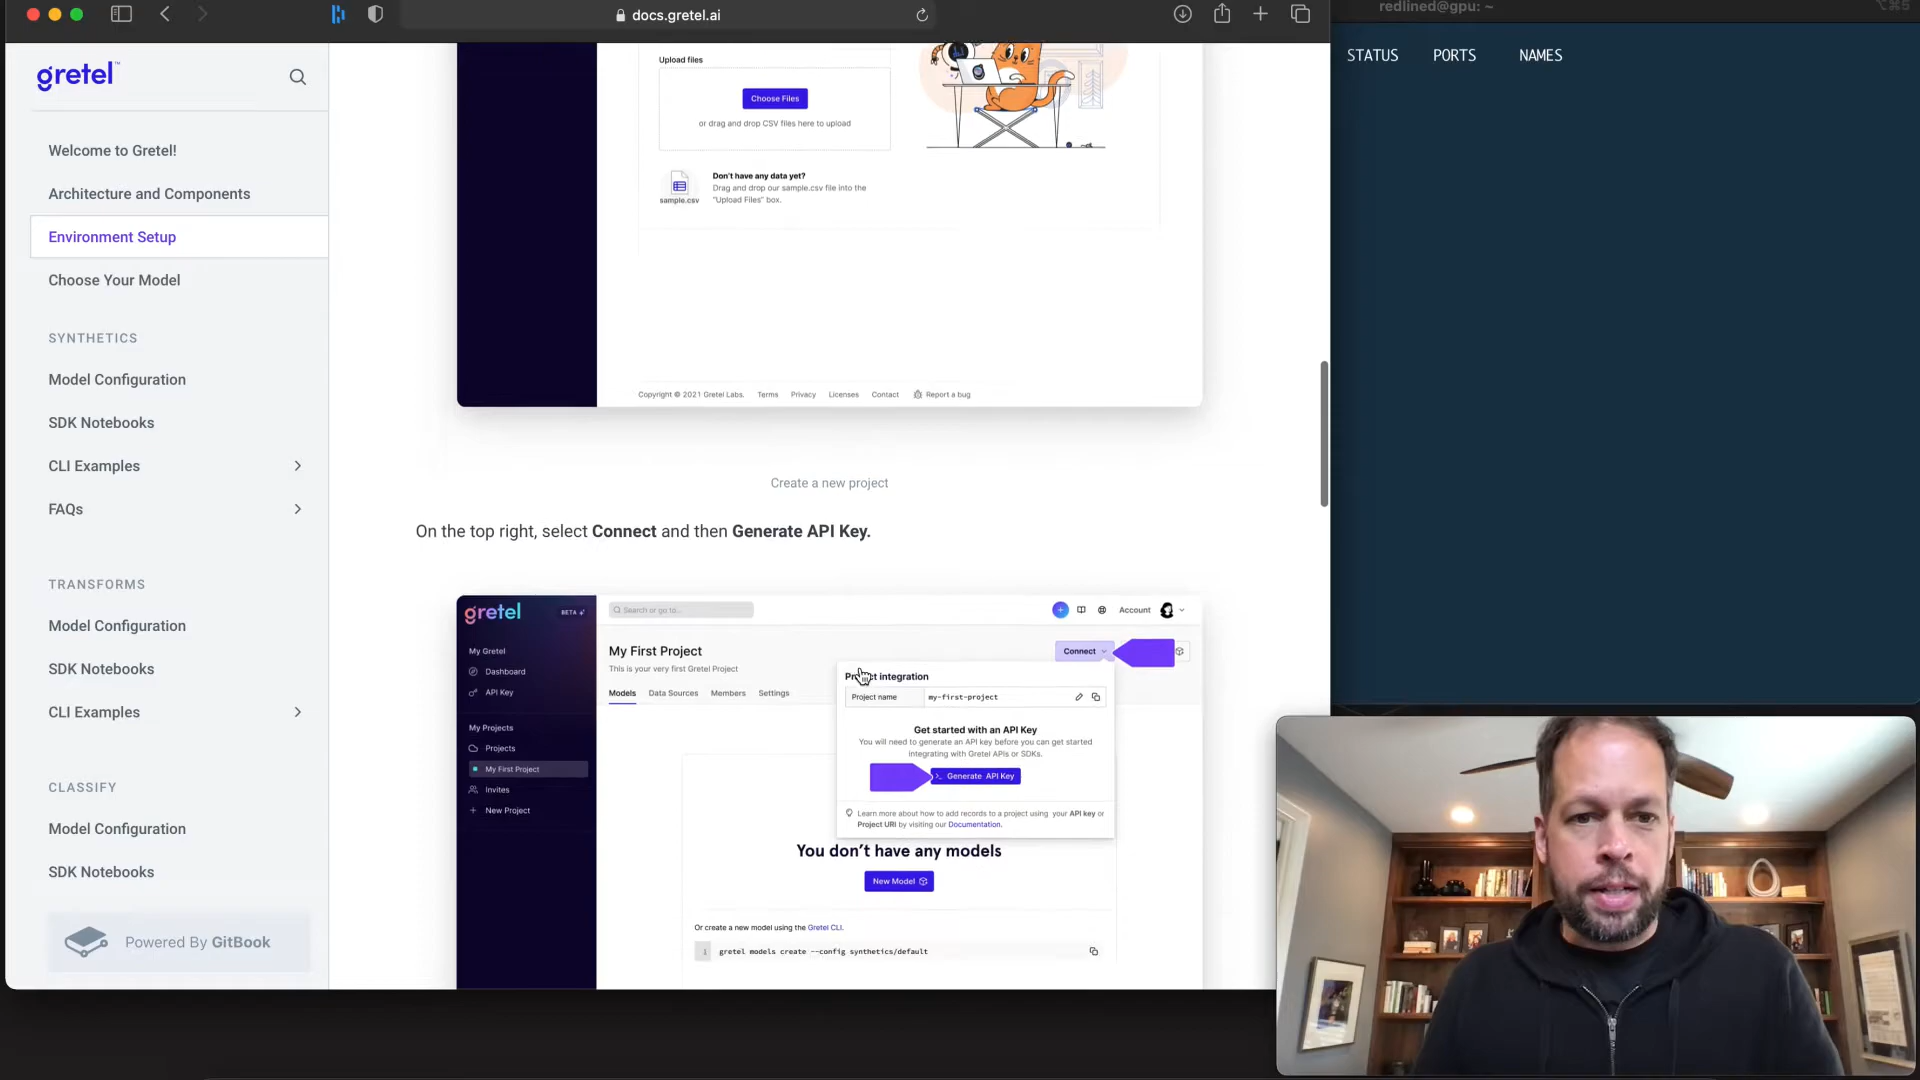 docs.gretel.ai
redlined@gpu: ~
⌥⌘5
STATUS PORTS NAMES
gretel™
Welcome to Gretel!
Architecture and Components
Environment Setup
Choose Your Model
SYNTHETICS
Model Configuration
SDK Notebooks
CLI Examples
FAQs
TRANSFORMS
Model Configuration
SDK Notebooks
CLI Examples
CLASSIFY
Model Configuration
SDK Notebooks
Powered By GitBook
Upload files
Choose Files
or drag and drop CSV files here to upload
sample.csv
Don't have any data yet?
Drag and drop our sample.csv file into the
"Upload Files" box.
Copyright © 2021 Gretel Labs. Terms Privacy Licenses Contact Report a bug
Create a new project
On the top right, select Connect and then Generate API Key.
gretel BETA
Search or go to...
Account
My Gretel
Dashboard
API Key
My Projects
Projects
My First Project
Invites
New Project
My First Project
This is your very first Gretel Project
Models Data Sources Members Settings
Connect
Project integration
Project name my-first-project
Get started with an API Key
You will need to generate an API key before you can get started
integrating with Gretel APIs or SDKs.
>_ Generate API Key
Learn more about how to add records to a project using your API key or
Project URI by visiting our Documentation.
You don't have any models
New Model
Or create a new model using the Gretel CLI.
1 gretel models create --config synthetics/default